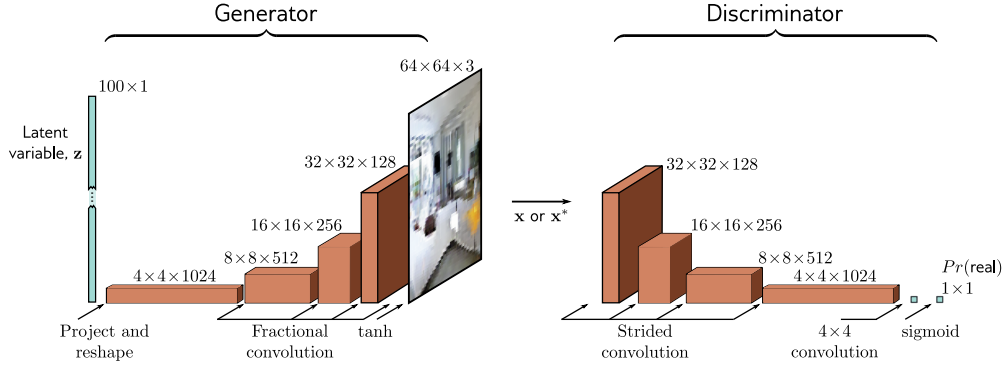 Generator
Discriminator
64×64×3
100×1
Latent
variable, z
32×32×128
32×32×128
x or x*
16×16×256
16×16×256
8×8×512
8×8×512
4×4×1024
4×4×1024
Pr(real)
1×1
Project and
reshape
Fractional
convolution
tanh
Strided
convolution
4×4
convolution
sigmoid